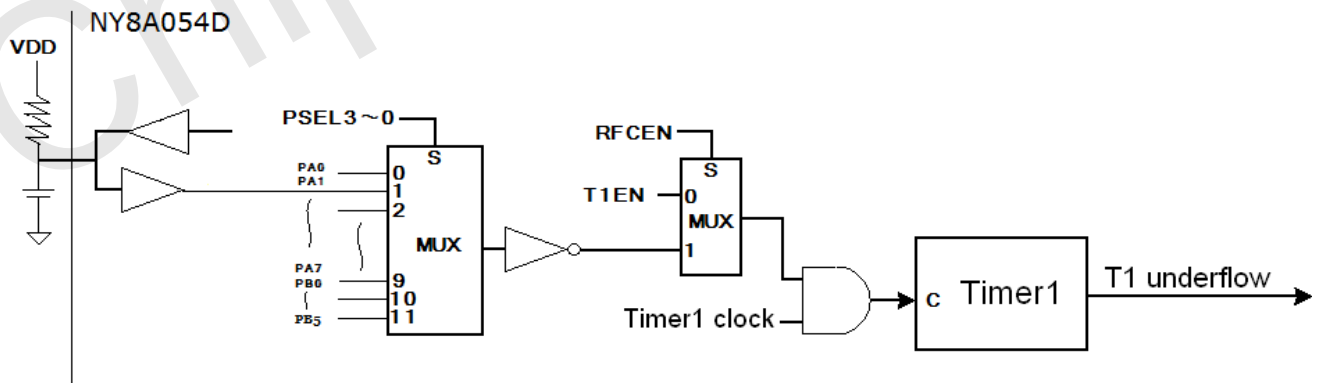 Chip
NY8A054D
VDD
PSEL3~0
S
PA0
PA1
0
1
2
MUX
PA7
PB0
PB5
9
10
11
RFCEN
S
T1EN
0
MUX
1
Timer1 clock
C
Timer1
T1 underflow